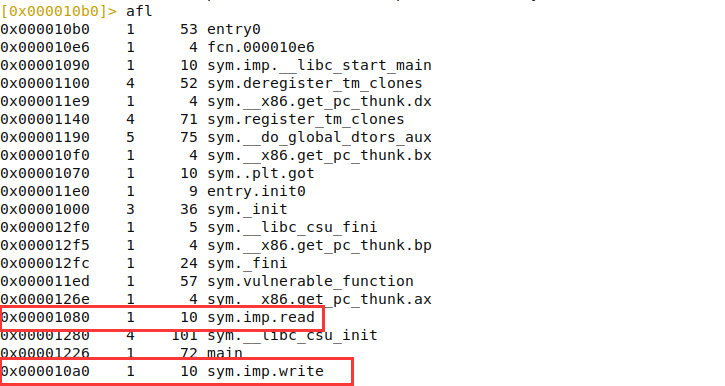 [0x000010b0]> afl
0x000010b0 1 53 entry0
0x000010e6 1 4 fcn.000010e6
0x00001090 1 10 sym.imp.__libc_start_main
0x00001100 4 52 sym.deregister_tm_clones
0x000011e9 1 4 sym.__x86.get_pc_thunk.dx
0x00001140 4 71 sym.register_tm_clones
0x00001190 5 75 sym.__do_global_dtors_aux
0x000010f0 1 4 sym.__x86.get_pc_thunk.bx
0x00001070 1 10 sym..plt.got
0x000011e0 1 9 entry.init0
0x00001000 3 36 sym._init
0x000012f0 1 5 sym.__libc_csu_fini
0x000012f5 1 4 sym.__x86.get_pc_thunk.bp
0x000012fc 1 24 sym._fini
0x000011ed 1 57 sym.vulnerable_function
0x0000126e 1 4 sym.__x86.get_pc_thunk.ax
0x00001080 1 10 sym.imp.read
0x00001280 4 101 sym.__libc_csu_init
0x00001226 1 72 main
0x000010a0 1 10 sym.imp.write